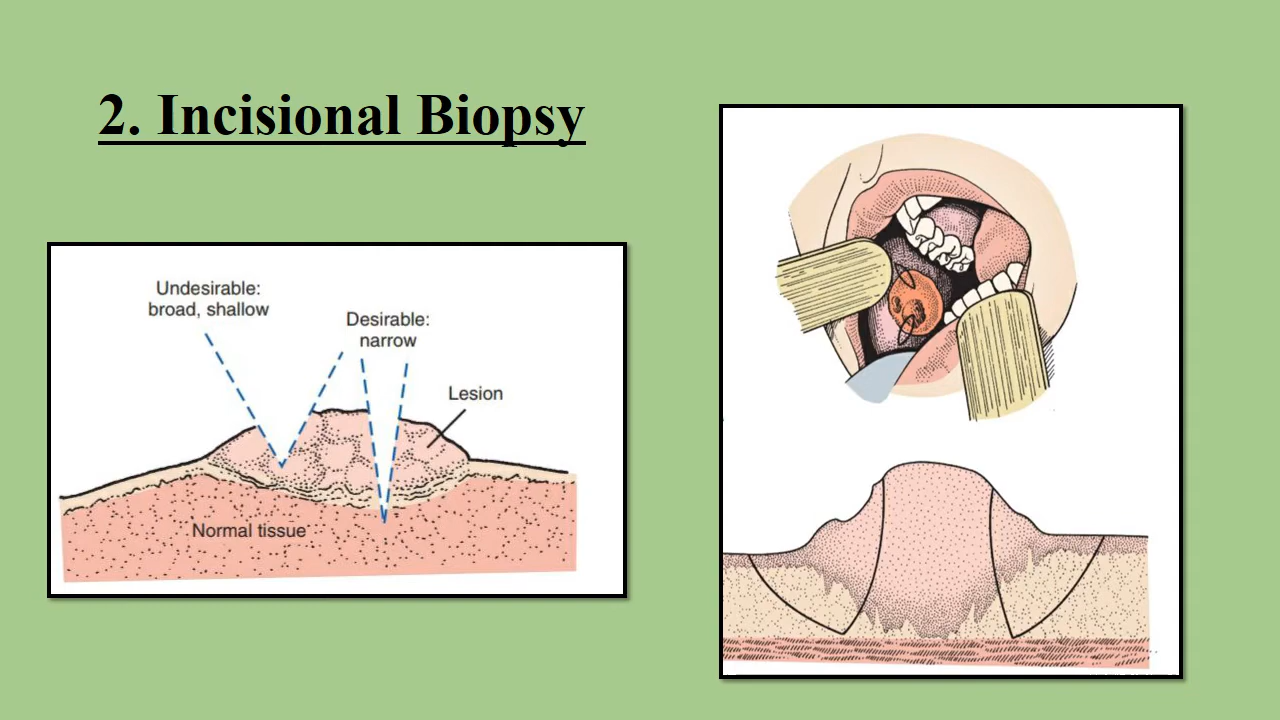 2. Incisional Biopsy
Undesirable:
broad, shallow
Desirable:
narrow
Lesion
Normal tissue